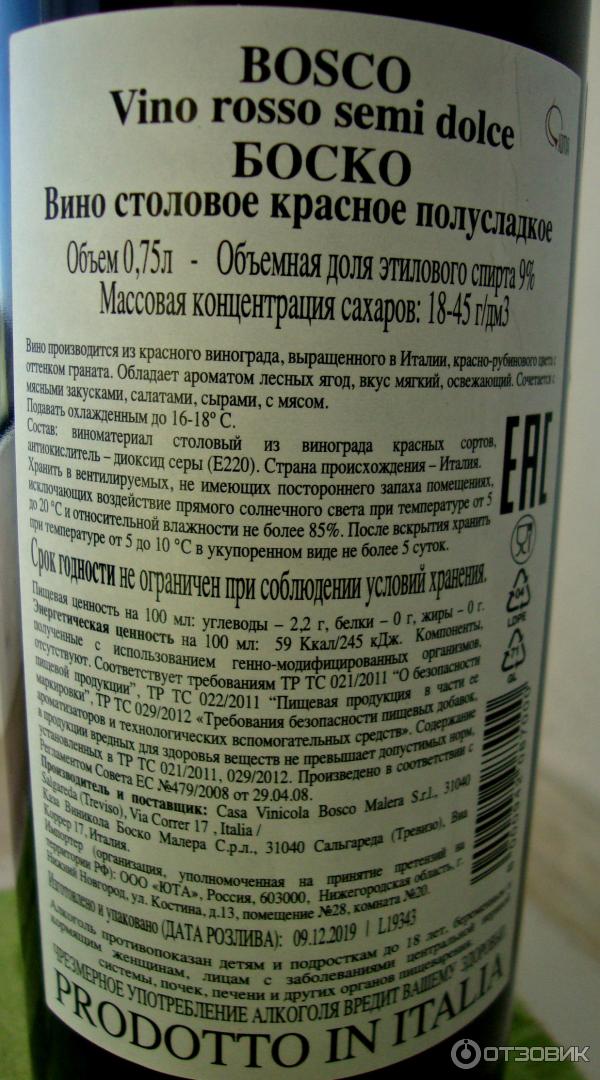 BOSCO
Vino rosso semi dolce
БОСКО
Вино столовое красное полусладкое
Объем 0,75л - Объемная доля этилового спирта 9%
Массовая концентрация сахаров: 18-45 г/дм3
Вино производится из красного винограда, выращенного в Италии, красно-рубинового цвета с
оттенком граната. Обладает ароматом лесных ягод, вкус мягкий, освежающий. Сочетается с
мясными закусками, салатами, сырами, с мясом.
Подавать охлажденным до 16-18° С.
Состав: виноматериал столовый из винограда красных сортов,
антиокислитель – диоксид серы (Е220). Страна происхождения – Италия.
Хранить в вентилируемых, не имеющих постороннего запаха помещениях,
исключающих воздействие прямого солнечного света при температуре от 5
до 20 °С и относительной влажности не более 85%. После вскрытия хранить
при температуре от 5 до 10 °С в укупоренном виде не более 5 суток.
EAC
Срок годности не ограничен при соблюдении условий хранения.
Пищевая ценность на 100 мл: углеводы – 2,2 г, белки – 0 г, жиры – 0 г.
Энергетическая ценность на 100 мл: 59 Ккал/245 кДж. Компоненты,
полученные с использованием генно-модифицированных организмов,
отсутствуют. Соответствует требованиям ТР ТС 021/2011 “О безопасности
пищевой продукции”, ТР ТС 022/2011 “Пищевая продукция в части ее
маркировки”, ТР ТС 029/2012 «Требования безопасности пищевых добавок,
ароматизаторов и технологических вспомогательных средств». Содержание
в продукции вредных для здоровья веществ не превышает допустимых норм,
установленных в ТР ТС 021/2011, 029/2012. Произведено в соответствии с
Регламентом Совета ЕС №479/2008 от 29.04.08.
04
LDPE
71
GL
Производитель и поставщик: Casa Vinicola Bosco Malera S.r.l., 31040
Salgareda (Treviso), Via Correr 17 , Italia /
Каза Виникола Боско Малера С.р.л., 31040 Сальгареда (Тревизо), Виа
Коррер 17, Италия.
Импортер (организация, уполномоченная на принятие претензий на
территории РФ): ООО «ЮТА», Россия, 603000, Нижегородская область, г.
Нижний Новгород, ул. Костина, д.13, помещение №28, комната №20.
Изготовлено и упаковано (ДАТА РОЗЛИВА): 09.12.2019 | L19343
Алкоголь противопоказан детям и подросткам до 18 лет, беременным и
кормящим женщинам, лицам с заболеваниями центральной нервной
системы, почек, печени и других органов пищеварения.
ЧРЕЗМЕРНОЕ УПОТРЕБЛЕНИЕ АЛКОГОЛЯ ВРЕДИТ ВАШЕМУ ЗДОРОВЬЮ
PRODOTTO IN ITALIA
ОТЗОВИК